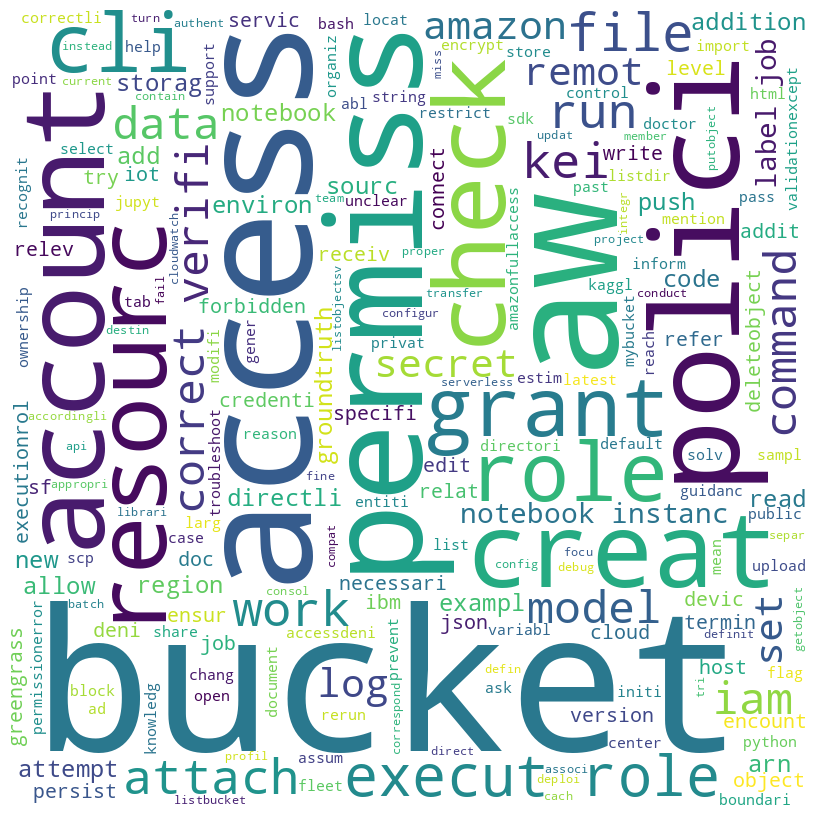 correctli
turn
authent
servic
bash
locat
amazon
file
addition
cli
instead
help
support
organiz
encrypt
store
miss
import
job
point
current
storag
access
permiss
abl
string
check
remot
level
contain
notebook
control
html
data
restrict
sdk
run
doctor
policy
account
select
add
sourc
updat
member
putobject
label
validationexcept
recognit
try
iot
unclear
connect
kei
write
listdir
jupyt
verifi
environ
past
push
pass
princip
team
aw
mention
integr
relev
resourc
cloudwatch
receiv
proper
project
addit
tab
fail
listobjectsv
amazonfullaccess
inform
code
command
forbidden
transfer
kaggl
ownership
destin
correct
modifi
gener
groundtruth
configur
privat
mybucket
reach
refer
deleteobject
secret
serverless
estim
latest
credenti
accordingli
specifi
grant
reason
troubleshoot
fine
directori
default
api
edit
role
solv
sampl
executionrol
sf
appropri
directli
entiti
relat
guidanc
librari
larg
notebook instanc
read
public
scp
case
compat
list
creat
focu
separ
new
doc
config
debug
mean
upload
allow
region
consol
necessari
batch
ensur
work
ibm
exampl
model
devic
set
deni
share
accessdeni
json
variabl
cloud
termin
definit
getobject
greengrass
permissionerror
job
document
prevent
bucket
block
chang
log
defin
ask
initi
host
flag
tri
iam
ad
open
knowledg
rerun
correspond
version
encount
center
python
attempt
profil
assum
direct
associ
arn
object
persist
attach
fleet
execut role
deploi
cach
listbucket
boundari